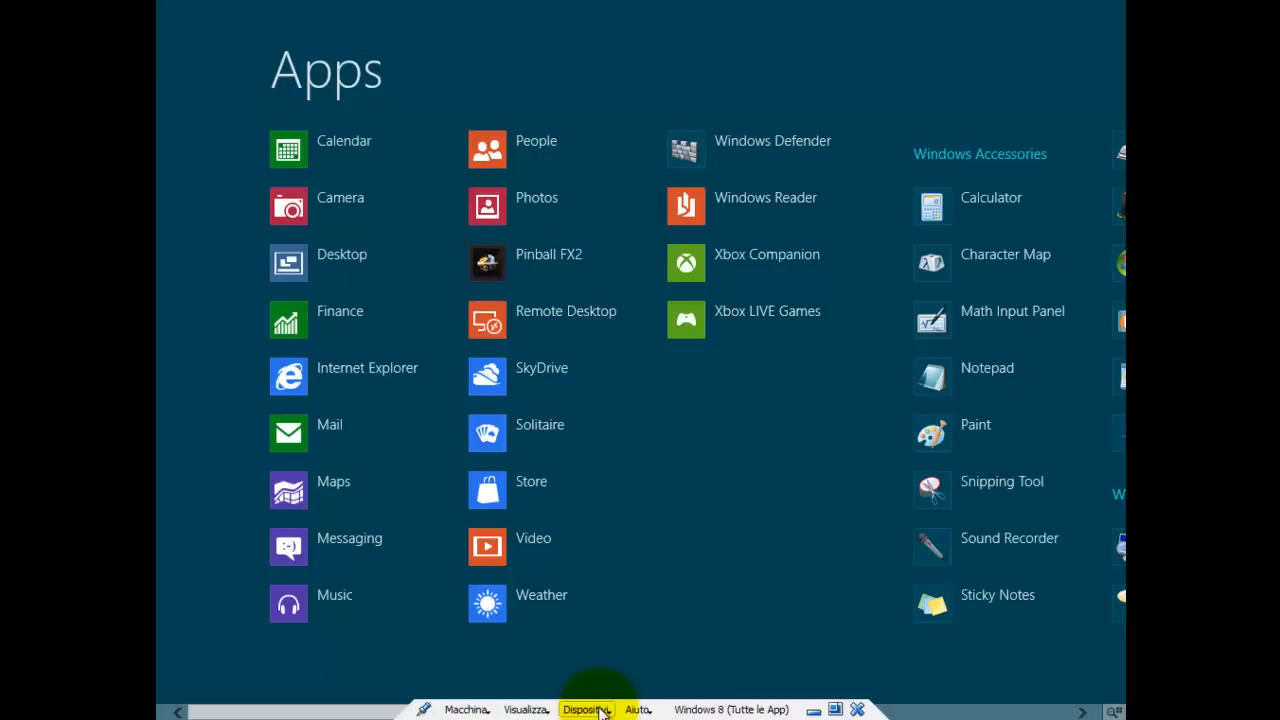 Apps
Calendar
Camera
Desktop
Finance
Internet Explorer
Mail
Maps
Messaging
Music
People
Photos
Pinball FX2
Remote Desktop
SkyDrive
Solitaire
Store
Video
Weather
Windows Defender
Windows Reader
Xbox Companion
Xbox LIVE Games
Windows Accessories
Calculator
Character Map
Math Input Panel
Notepad
Paint
Snipping Tool
Sound Recorder
Sticky Notes
W
Macchina Visualizza Dispositivi Aiuto Windows 8 (Tutte le App)